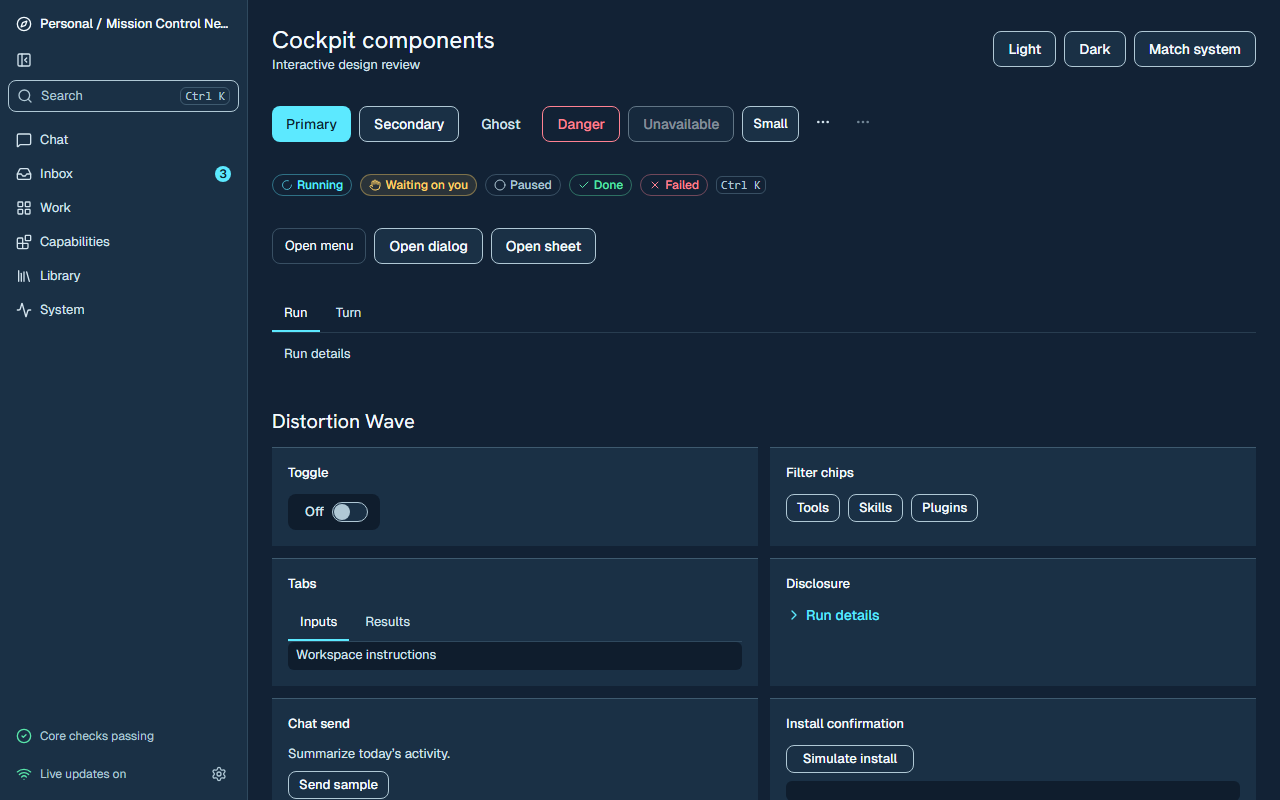 Personal / Mission Control Ne...
Search Ctrl K
Chat
Inbox 3
Work
Capabilities
Library
System
Core checks passing
Live updates on
Cockpit components
Interactive design review
Light Dark Match system
Primary Secondary Ghost Danger Unavailable Small
Running Waiting on you Paused Done Failed Ctrl K
Open menu Open dialog Open sheet
Run Turn
Run details
Distortion Wave
Toggle
Off
Filter chips
Tools Skills Plugins
Tabs
Inputs Results
Workspace instructions
Disclosure
Run details
Chat send
Summarize today's activity.
Send sample
Install confirmation
Simulate install